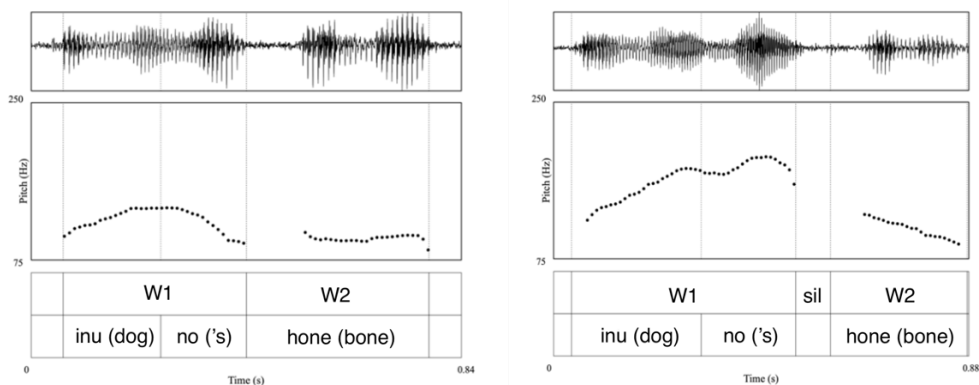 250
Pitch (Hz)
75
W1 W2
inu (dog) no ('s) hone (bone)
0 Time (s) 0.84
250
Pitch (Hz)
75
W1 sil W2
inu (dog) no ('s) hone (bone)
0 Time (s) 0.88